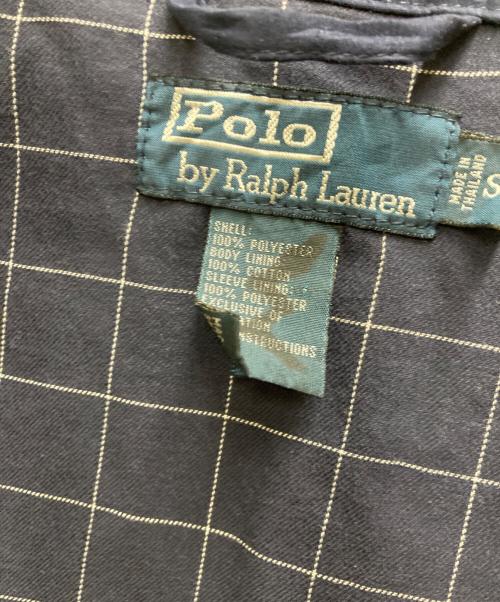 Polo
by Ralph Lauren
MADE IN
THAILAND
S
SHELL:
100% POLYESTER
BODY LINING:
100% COTTON
SLEEVE LINING:
100% POLYESTER
EXCLUSIVE OF